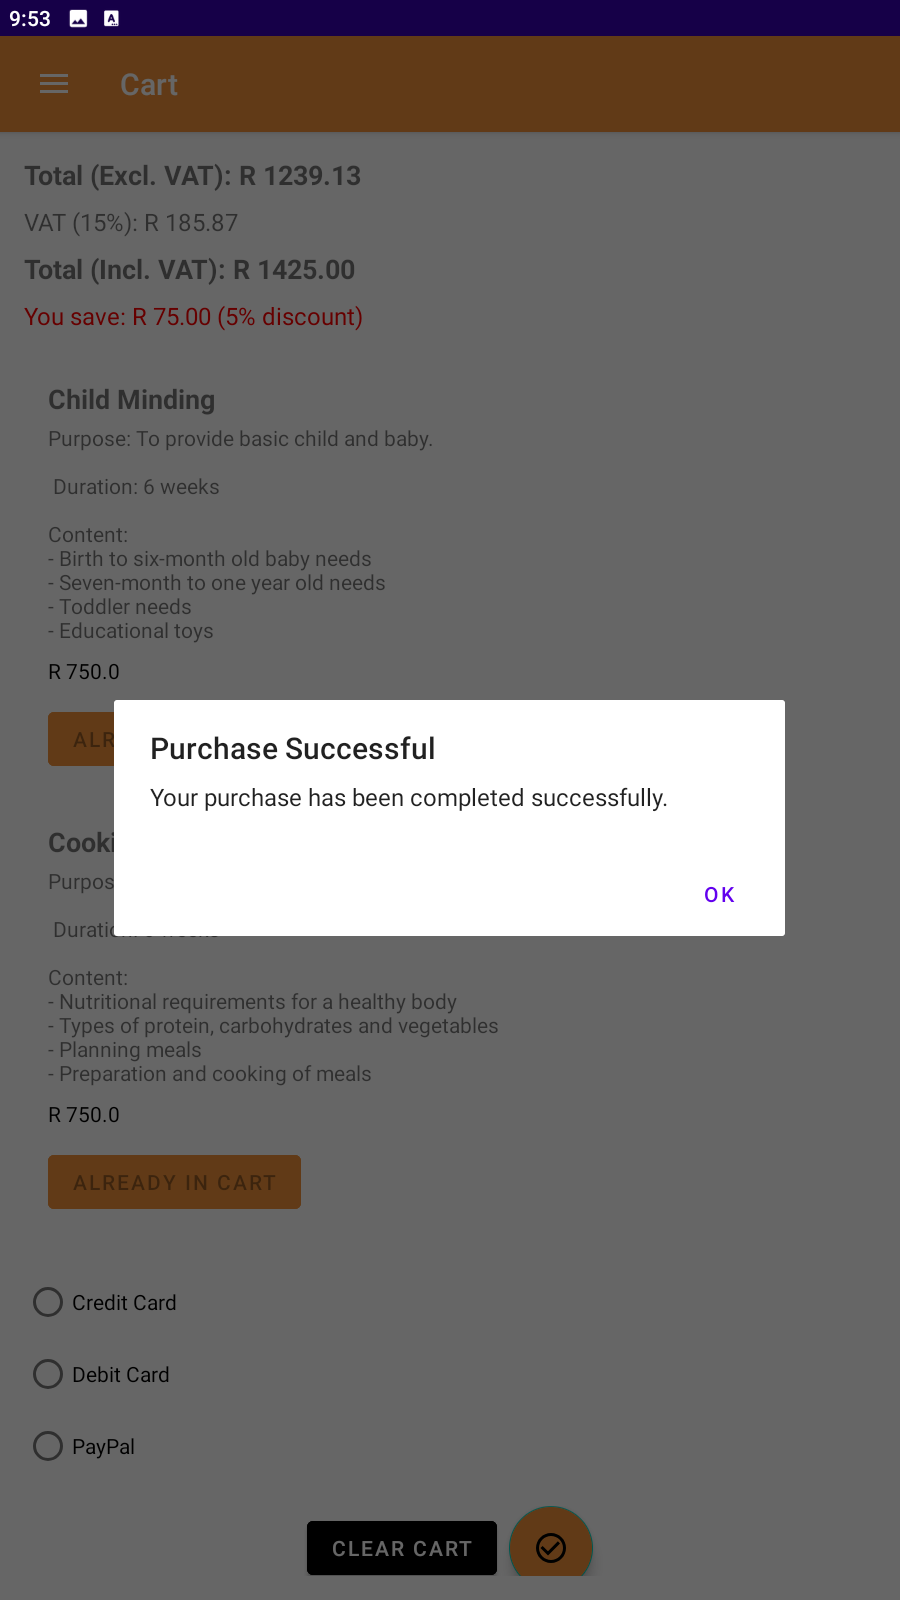 9:53
Cart
Total (Excl. VAT): R 1239.13
VAT (15%): R 185.87
Total (Incl. VAT): R 1425.00
You save: R 75.00 (5% discount)
Child Minding
Purpose: To provide basic child and baby.
Duration: 6 weeks
Content:
- Birth to six-month old baby needs
- Seven-month to one year old needs
- Toddler needs
- Educational toys
R 750.0
ALR
Purchase Successful
Your purchase has been completed successfully.
OK
Cooki
Purpos
Content:
- Nutritional requirements for a healthy body
- Types of protein, carbohydrates and vegetables
- Planning meals
- Preparation and cooking of meals
R 750.0
ALREADY IN CART
Credit Card
Debit Card
PayPal
CLEAR CART